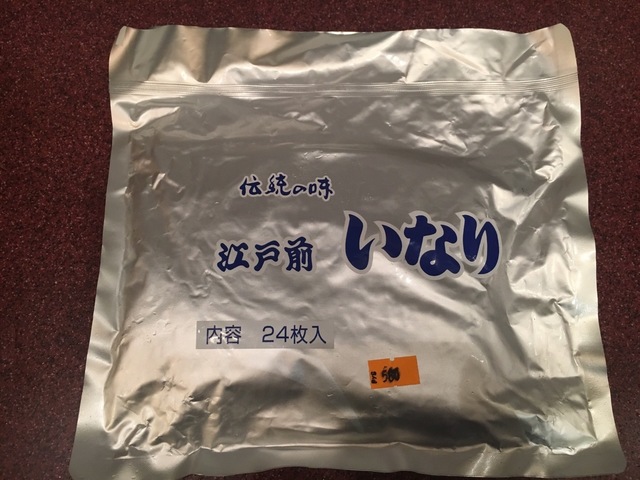 伝統の味
江戸前 いなり
内容 24枚入